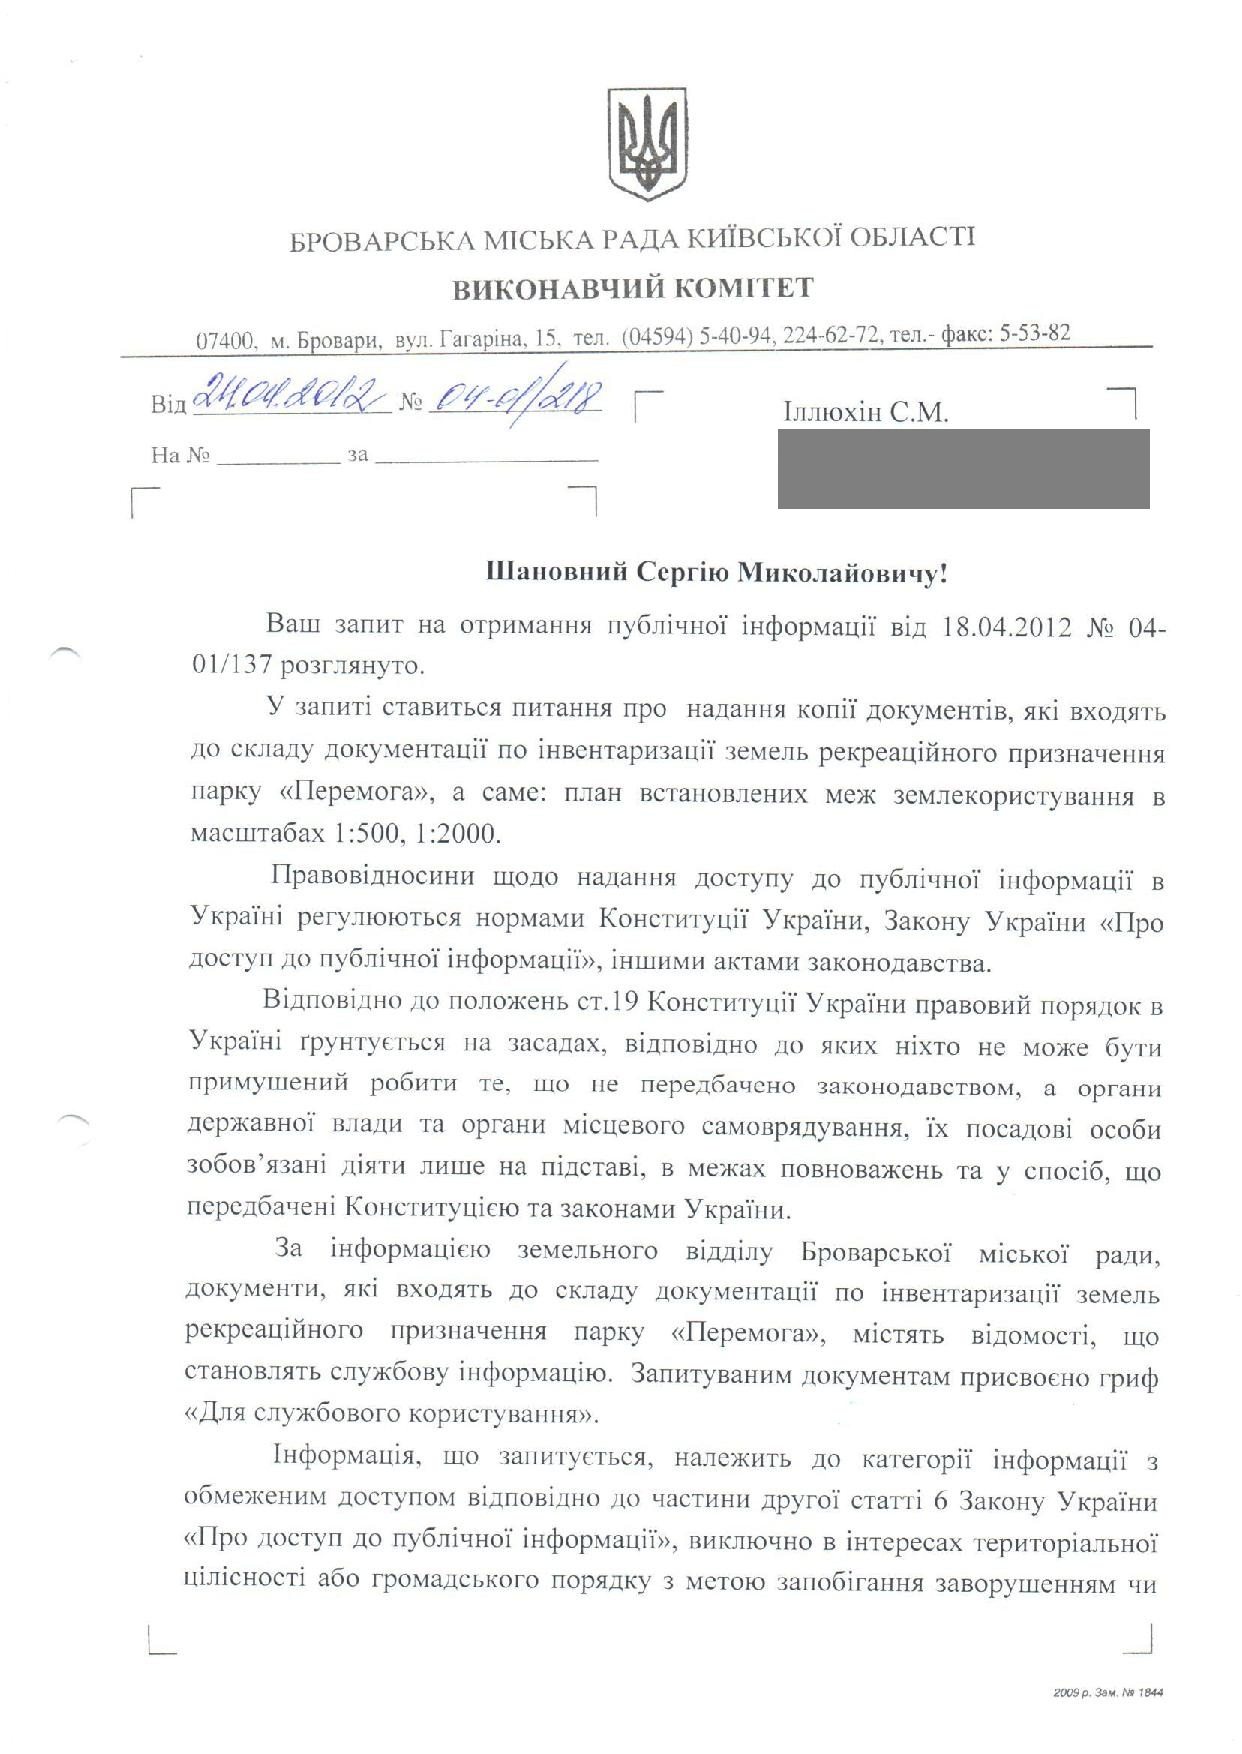 БРОВАРСЬКА МІСЬКА РАДА КИЇВСЬКОЇ ОБЛАСТІ
ВИКОНАВЧИЙ КОМІТЕТ
07400, м. Бровари, вул. Гагаріна, 15, тел. (04594) 5-40-94, 224-62-72, тел.- факс: 5-53-82
Від 24.04.2012 № 04-01/218
Іллюхін С.М.
На № ___________ за ____________________
Шановний Сергію Миколайовичу!
Ваш запит на отримання публічної інформації від 18.04.2012 № 04-
01/137 розглянуто.
У запиті ставиться питання про надання копії документів, які входять
до складу документації по інвентаризації земель рекреаційного призначення
парку «Перемога», а саме: план встановлених меж землекористування в
масштабах 1:500, 1:2000.
Правовідносини щодо надання доступу до публічної інформації в
Україні регулюються нормами Конституції України, Закону України «Про
доступ до публічної інформації», іншими актами законодавства.
Відповідно до положень ст.19 Конституції України правовий порядок в
Україні ґрунтується на засадах, відповідно до яких ніхто не може бути
примушений робити те, що не передбачено законодавством, а органи
державної влади та органи місцевого самоврядування, їх посадові особи
зобов’язані діяти лише на підставі, в межах повноважень та у спосіб, що
передбачені Конституцією та законами України.
За інформацією земельного відділу Броварської міської ради,
документи, які входять до складу документації по інвентаризації земель
рекреаційного призначення парку «Перемога», містять відомості, що
становлять службову інформацію. Запитуваним документам присвоєно гриф
«Для службового користування».
Інформація, що запитується, належить до категорії інформації з
обмеженим доступом відповідно до частини другої статті 6 Закону України
«Про доступ до публічної інформації», виключно в інтересах територіальної
цілісності або громадського порядку з метою запобігання заворушенням чи
2009 р. Зам. № 1844